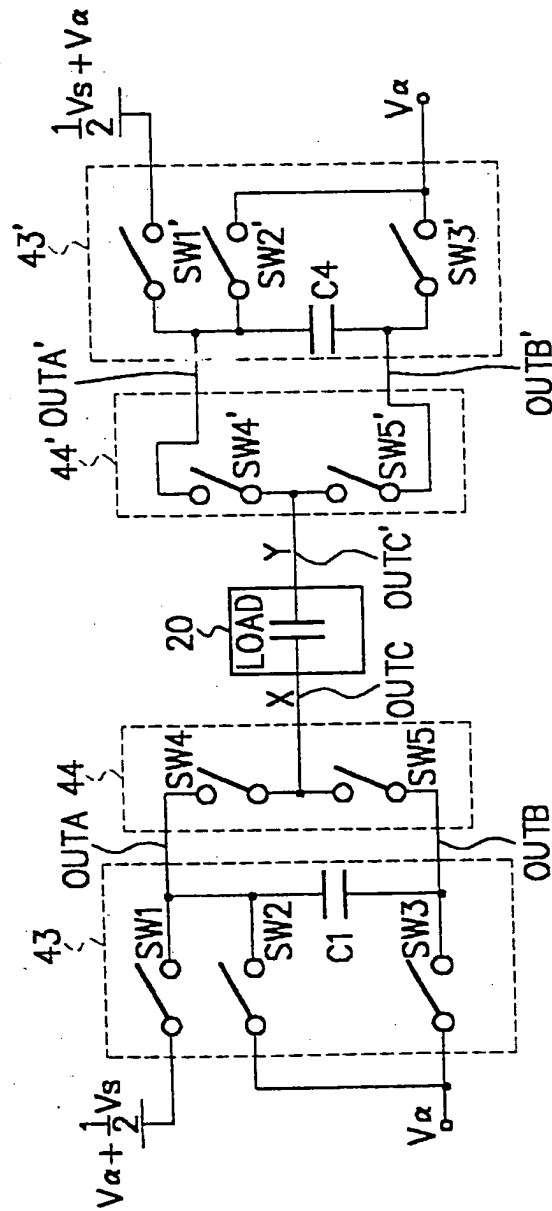 Vα+1/2Vs
43
SW1
SW2
C1
SW3
Vα
OUTA
44
SW4
SW5
OUTB
X
OUTC
20
LOAD
Y
OUTC'
44'
SW4'
SW5'
OUTA'
OUTB'
43'
SW1'
SW2'
C4
SW3'
1/2Vs+Vα
Vα